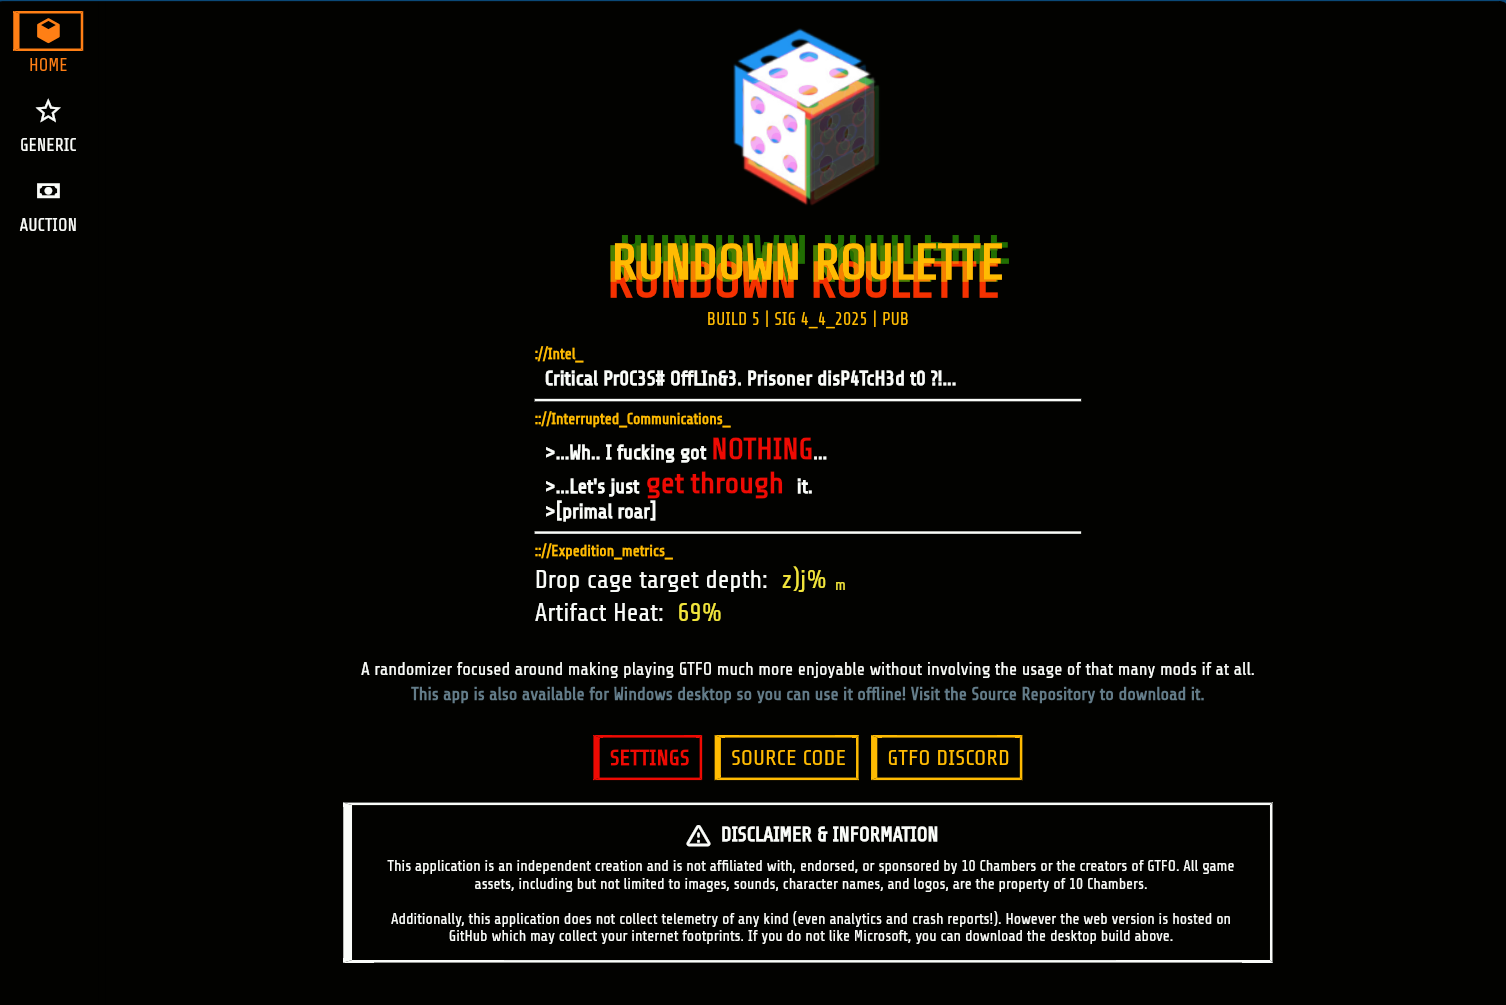 HOME
GENERIC
AUCTION
RUNDOWN ROULETTE
BUILD 5 | SIG 4_4_2025 | PUB
://Intel_
Critical Pr0C3S# OffLIn&3. Prisoner disP4TcH3d t0 ?!...
:://Interrupted_Communications_
>...Wh.. I fucking got NOTHING...
>...Let's just get through it.
>[primal roar]
:://Expedition_metrics_
Drop cage target depth: z)j% m
Artifact Heat: 69%
A randomizer focused around making playing GTFO much more enjoyable without involving the usage of that many mods if at all.
This app is also available for Windows desktop so you can use it offline! Visit the Source Repository to download it.
SETTINGS
SOURCE CODE
GTFO DISCORD
DISCLAIMER & INFORMATION
This application is an independent creation and is not affiliated with, endorsed, or sponsored by 10 Chambers or the creators of GTFO. All game
assets, including but not limited to images, sounds, character names, and logos, are the property of 10 Chambers.
Additionally, this application does not collect telemetry of any kind (even analytics and crash reports!). However the web version is hosted on
GitHub which may collect your internet footprints. If you do not like Microsoft, you can download the desktop build above.